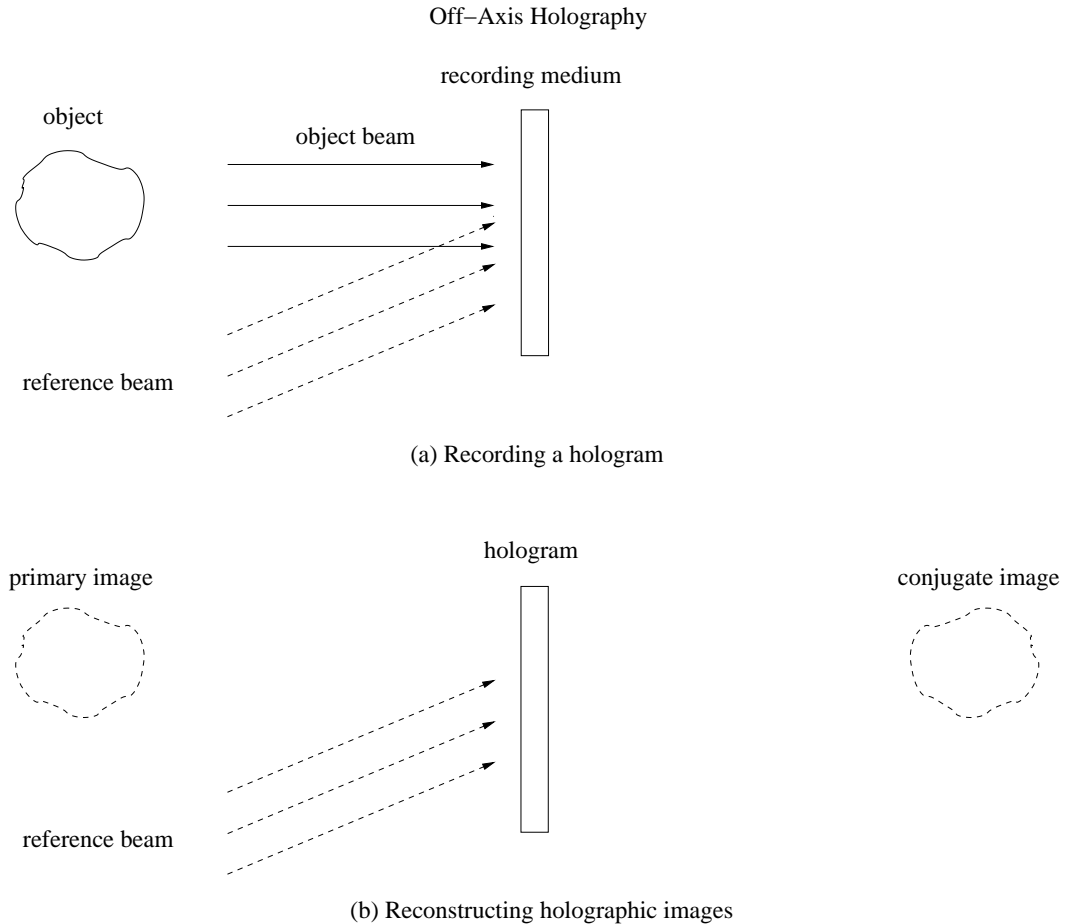 Off−Axis Holography
recording medium
object
object beam
reference beam
(a) Recording a hologram
hologram
primary image
conjugate image
reference beam
(b) Reconstructing holographic images